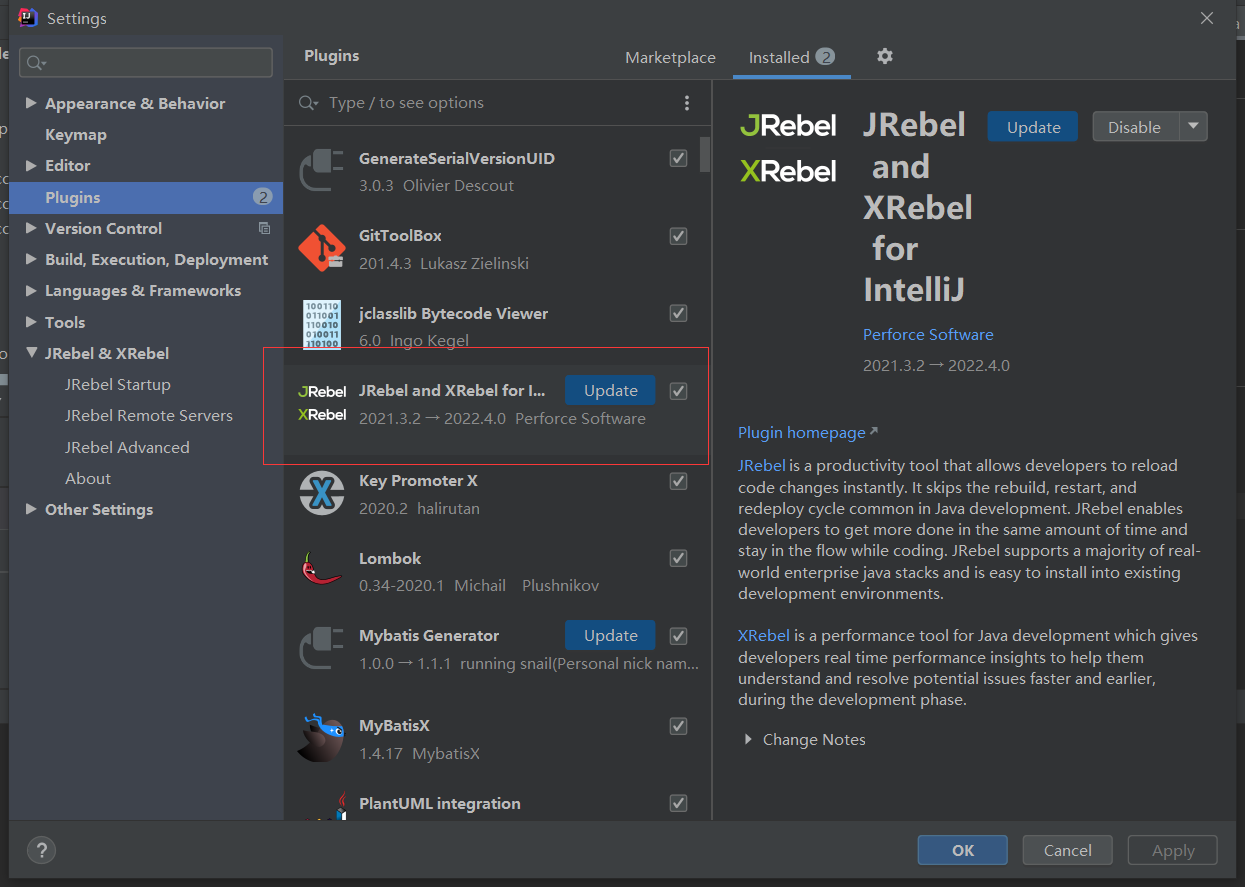 Settings
Appearance & Behavior
Keymap
Editor
Plugins 2
Version Control
Build, Execution, Deployment
Languages & Frameworks
Tools
JRebel & XRebel
JRebel Startup
JRebel Remote Servers
JRebel Advanced
About
Other Settings
Plugins
Marketplace
Installed 2
Type / to see options
GenerateSerialVersionUID
3.0.3 Olivier Descout
GitToolBox
201.4.3 Lukasz Zielinski
100110
011001
110010
010011
110100
jclasslib Bytecode Viewer
6.0 Ingo Kegel
JRebel
XRebel
JRebel and XRebel for I... Update
2021.3.2 → 2022.4.0 Perforce Software
Key Promoter X
2020.2 halirutan
Lombok
0.34-2020.1 Michail Plushnikov
Mybatis Generator Update
1.0.0 → 1.1.1 running snail(Personal nick nam...
MyBatisX
1.4.17 MybatisX
PlantUML integration
JRebel
XRebel
JRebel
and
XRebel
for
IntelliJ
Update
Disable
Perforce Software
2021.3.2 → 2022.4.0
Plugin homepage ↗
JRebel is a productivity tool that allows developers to reload
code changes instantly. It skips the rebuild, restart, and
redeploy cycle common in Java development. JRebel enables
developers to get more done in the same amount of time and
stay in the flow while coding. JRebel supports a majority of real-
world enterprise java stacks and is easy to install into existing
development environments.
XRebel is a performance tool for Java development which gives
developers real time performance insights to help them
understand and resolve potential issues faster and earlier,
during the development phase.
Change Notes
?
OK
Cancel
Apply